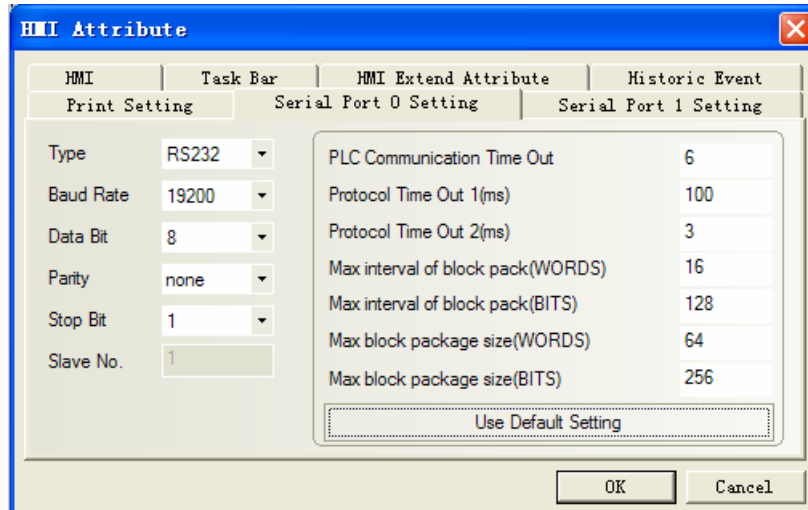 HMI Attribute
HMI
Task Bar
HMI Extend Attribute
Historic Event
Print Setting
Serial Port 0 Setting
Serial Port 1 Setting
Type RS232
Baud Rate 19200
Data Bit 8
Parity none
Stop Bit 1
Slave No. 1
PLC Communication Time Out 6
Protocol Time Out 1(ms) 100
Protocol Time Out 2(ms) 3
Max interval of block pack(WORDS) 16
Max interval of block pack(BITS) 128
Max block package size(WORDS) 64
Max block package size(BITS) 256
Use Default Setting
OK Cancel